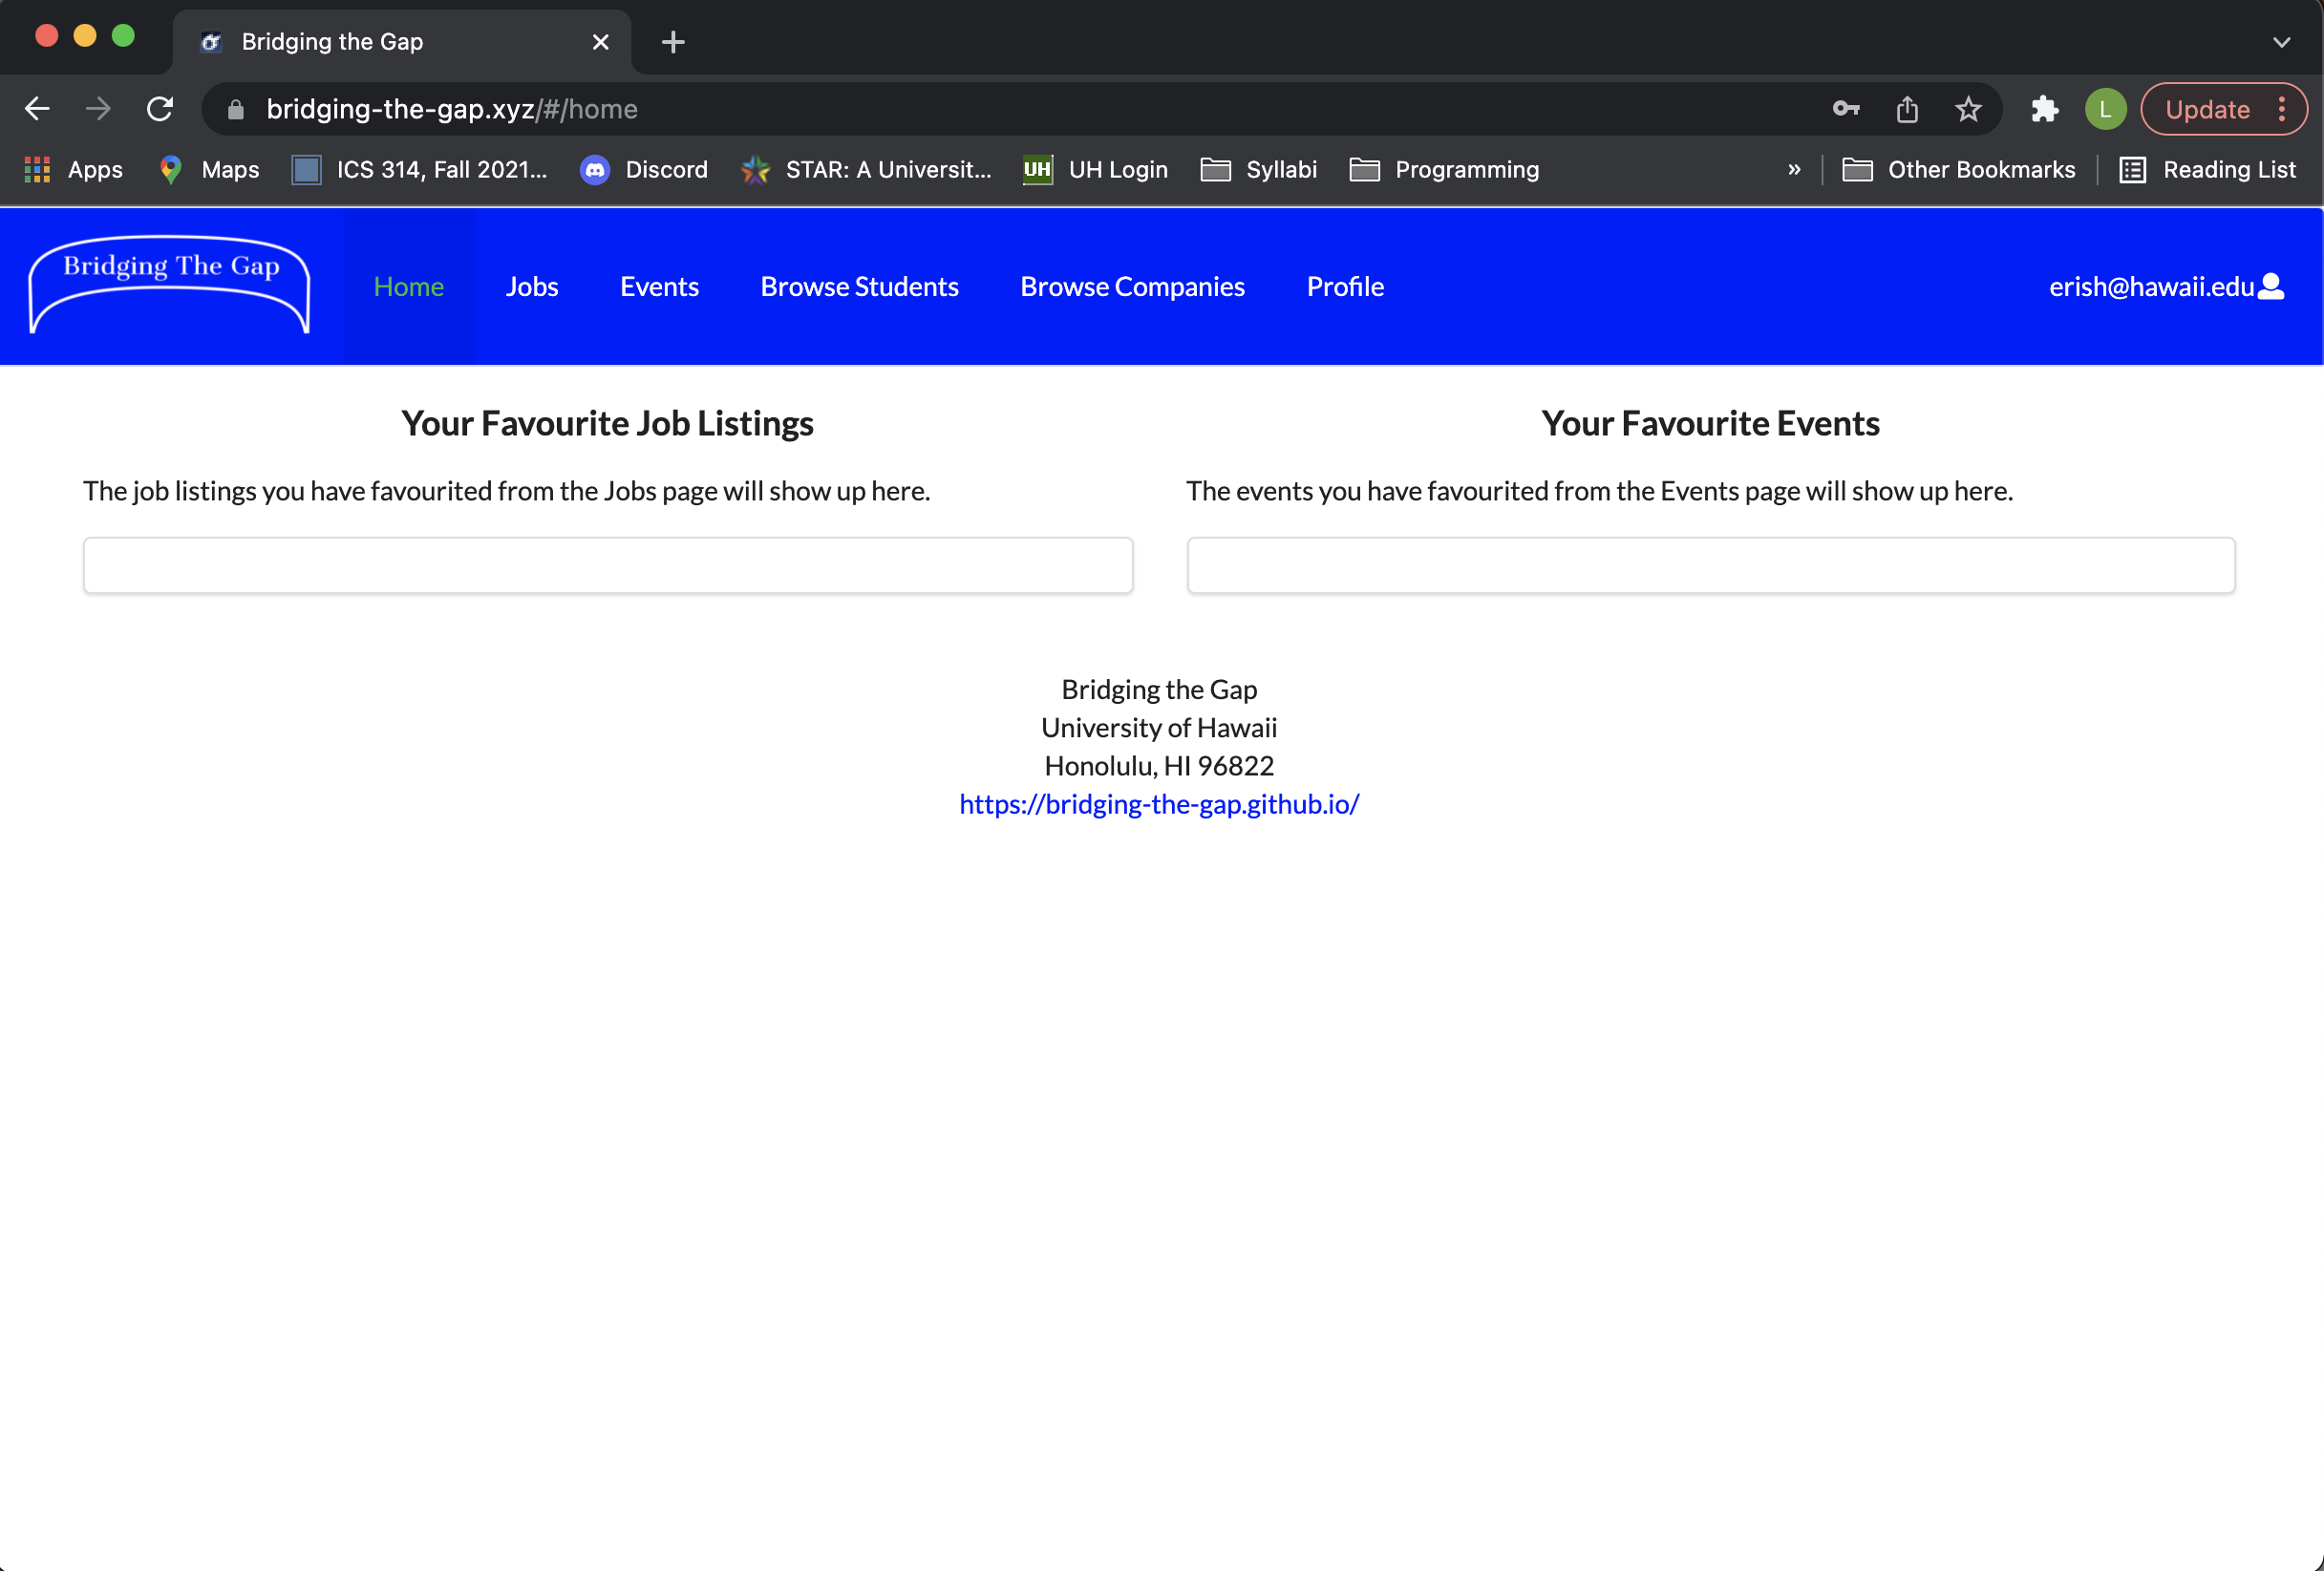 Bridging the Gap
bridging-the-gap.xyz/#/home
L
Update
Apps
Maps
ICS 314, Fall 2021...
Discord
STAR: A Universit...
UH
UH Login
Syllabi
Programming
»
Other Bookmarks
Reading List
Bridging The Gap
Home
Jobs
Events
Browse Students
Browse Companies
Profile
erish@hawaii.edu
Your Favourite Job Listings
The job listings you have favourited from the Jobs page will show up here.
Your Favourite Events
The events you have favourited from the Events page will show up here.
Bridging the Gap
University of Hawaii
Honolulu, HI 96822
https://bridging-the-gap.github.io/